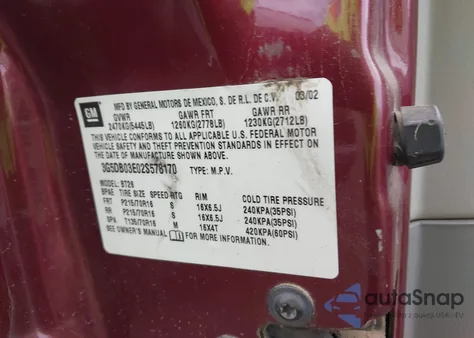 GM
MFD BY GENERAL MOTORS DE MEXICO, S. DE R.L. DE C.V. 03/02
GVWR GAWR FRT GAWR RR
2470KG(5445LB) 1260KG(2778LB) 1230KG(2712LB)
THIS VEHICLE CONFORMS TO ALL APPLICABLE U.S. FEDERAL MOTOR
VEHICLE SAFETY, BUMPER, AND THEFT PREVENTION STANDARDS IN EFFECT ON THE
DATE OF MANUFACTURE SHOWN ABOVE.
3G5DB03E02S578170 TYPE: M.P.V.
MODEL: BT26
TIRE SIZE SPEED RTG RIM COLD TIRE PRESSURE
FRT P215/70R16 S 16X6.5J 240KPA(35PSI)
RR P215/70R16 S 16X6.5J 240KPA(35PSI)
SPA T135/70R16 M 16X4T 420KPA(60PSI)
SEE OWNER'S MANUAL FOR MORE INFORMATION.
autoSnap